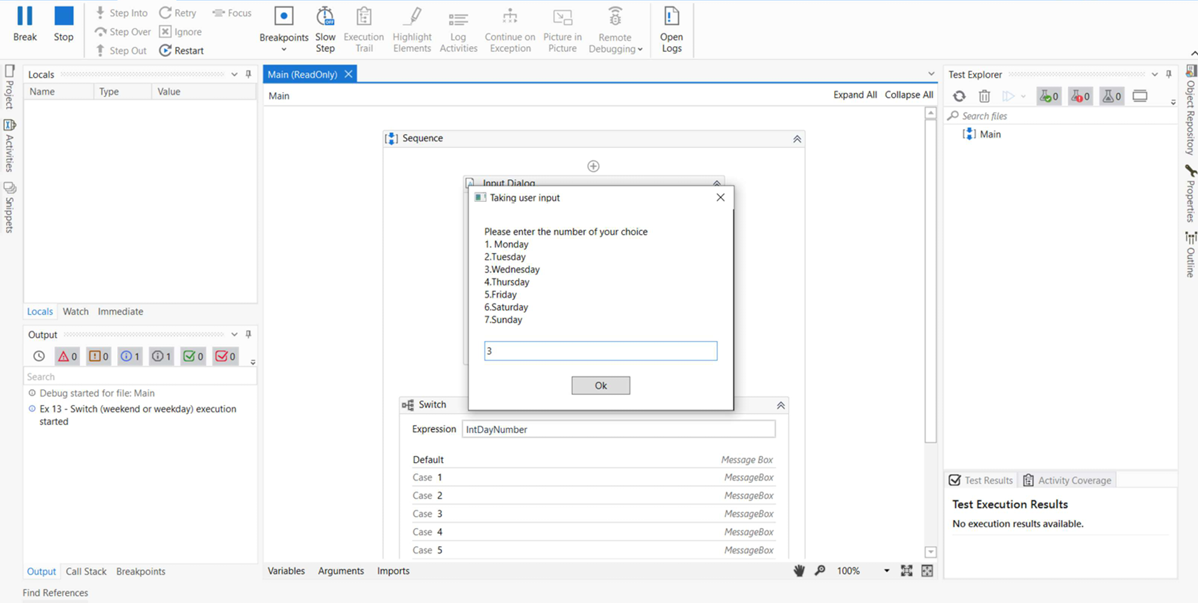 Break
Stop
Step Into
Step Over
Step Out
Retry
Ignore
Restart
Focus
Breakpoints
Slow Step
Execution Trail
Highlight Elements
Log Activities
Continue on Exception
Picture in Picture
Remote Debugging
Open Logs
Project
Activities
Snippets
Locals
Name Type Value
Locals Watch Immediate
Output
0 0 1 1 0 0
Search
Debug started for file: Main
Ex 13 - Switch (weekend or weekday) execution
started
Output Call Stack Breakpoints
Find References
Main (ReadOnly)
Main
Expand All Collapse All
Sequence
Input Dialog
Taking user input
Please enter the number of your choice
1. Monday
2.Tuesday
3.Wednesday
4.Thursday
5.Friday
6.Saturday
7.Sunday
3
Ok
Switch
Expression IntDayNumber
Default Message Box
Case 1 MessageBox
Case 2 MessageBox
Case 3 MessageBox
Case 4 MessageBox
Case 5 MessageBox
Variables Arguments Imports
100%
Test Explorer
0 0 0
Search files
Main
Test Results Activity Coverage
Test Execution Results
No execution results available.
Object Repository
Properties
Outline